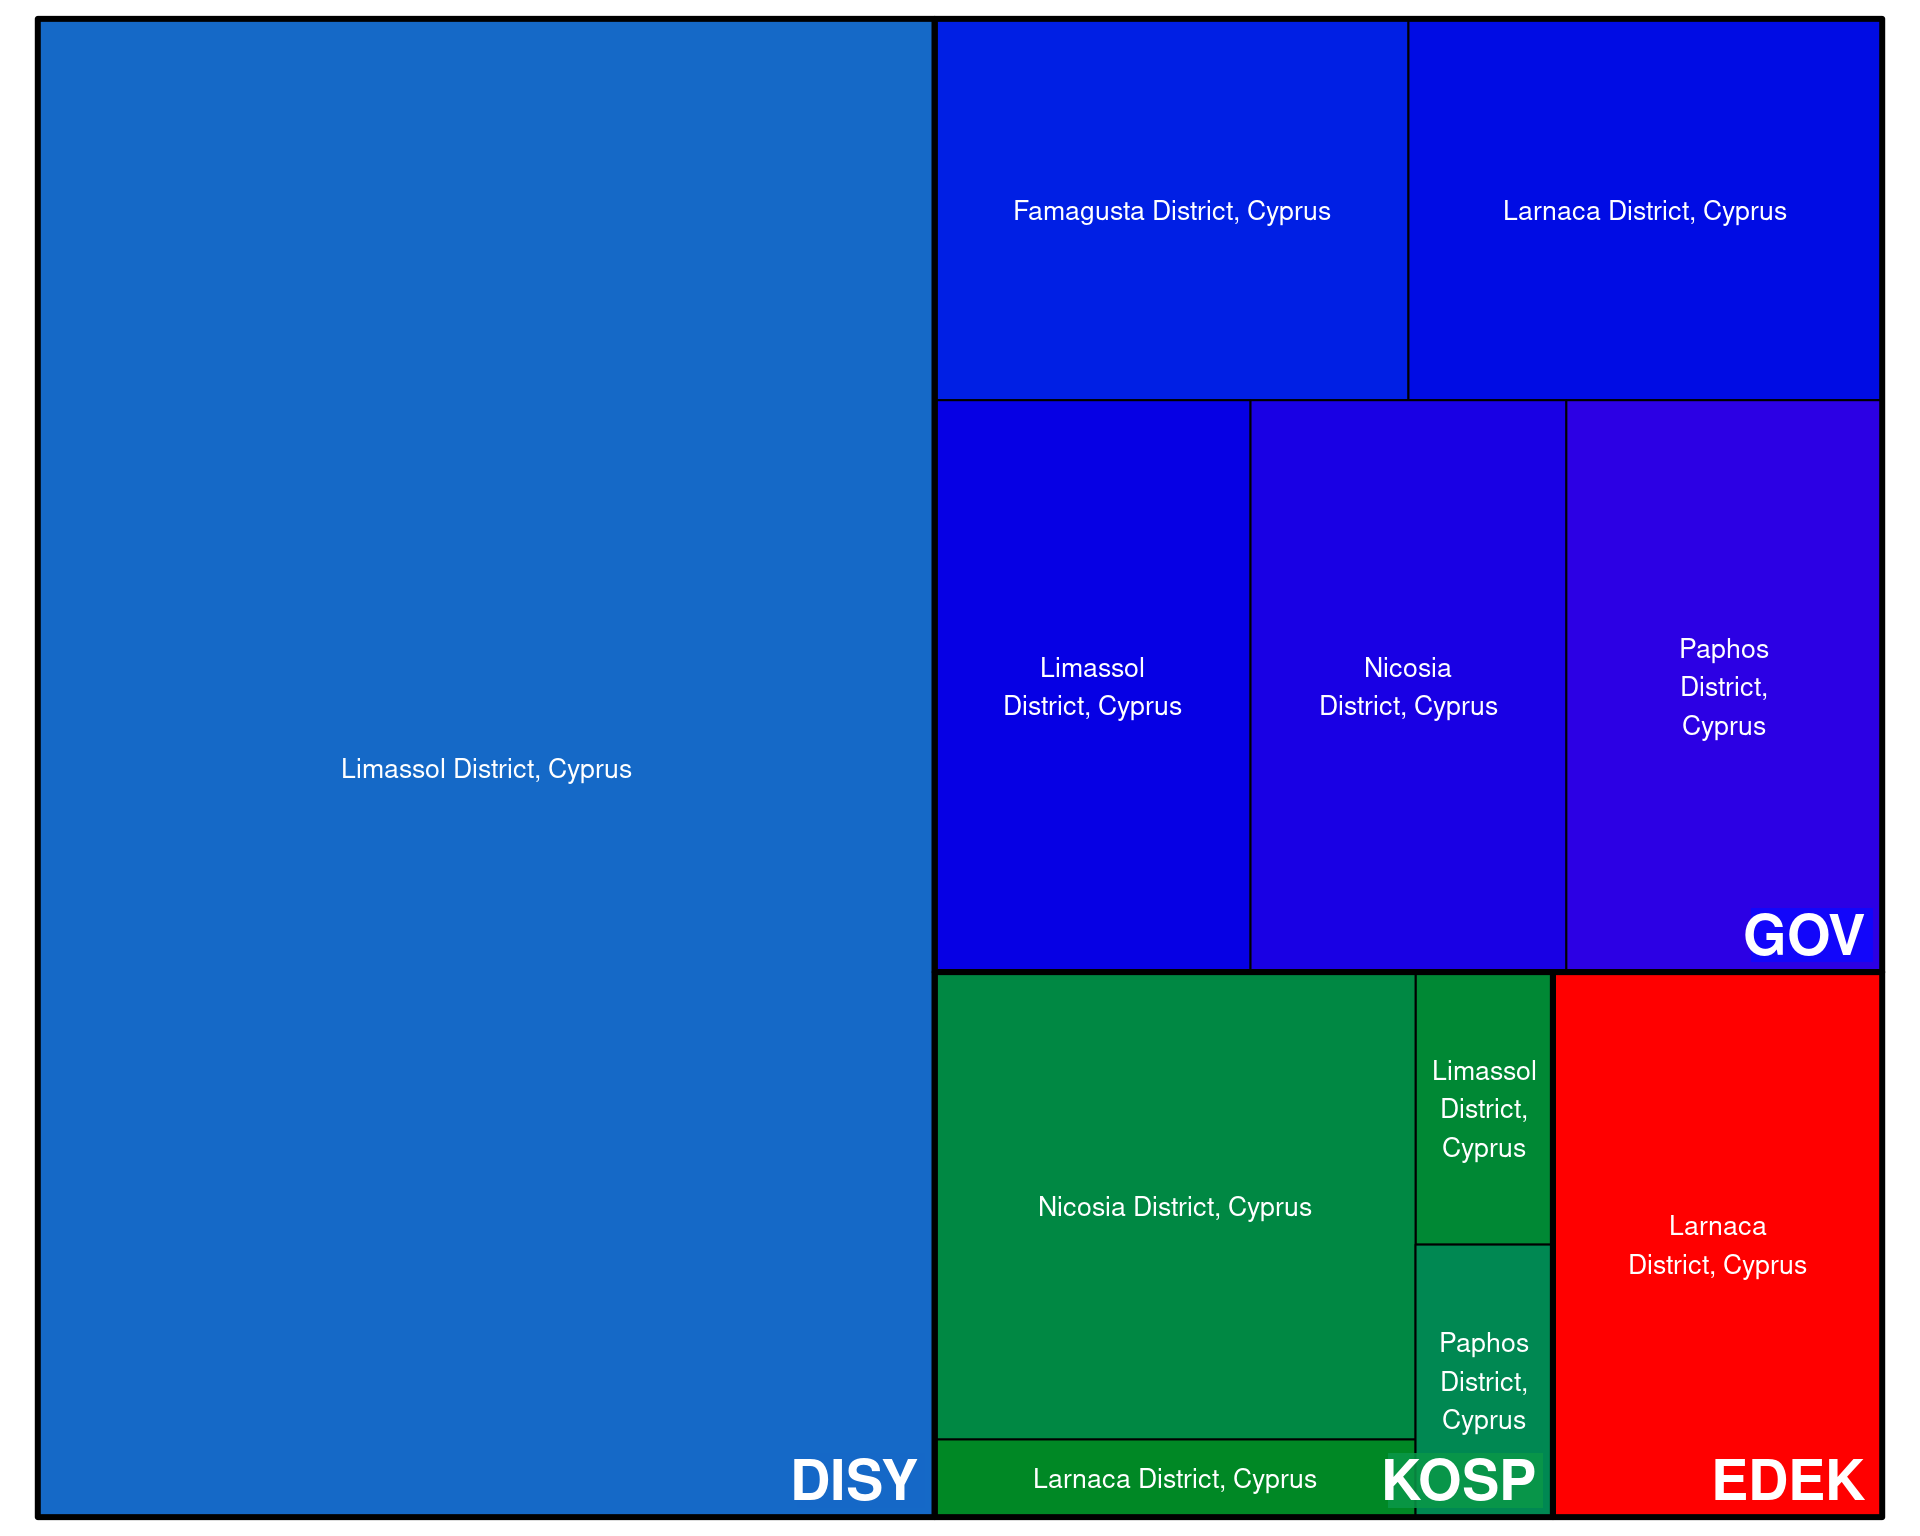 Famagusta District, Cyprus
Larnaca District, Cyprus
Limassol District, Cyprus
Limassol
District, Cyprus
Nicosia
District, Cyprus
Paphos
District,
Cyprus
GOV
Nicosia District, Cyprus
Limassol
District,
Cyprus
Paphos
District,
Cyprus
Larnaca
District, Cyprus
Larnaca District, Cyprus
DISY
KOSP
EDEK